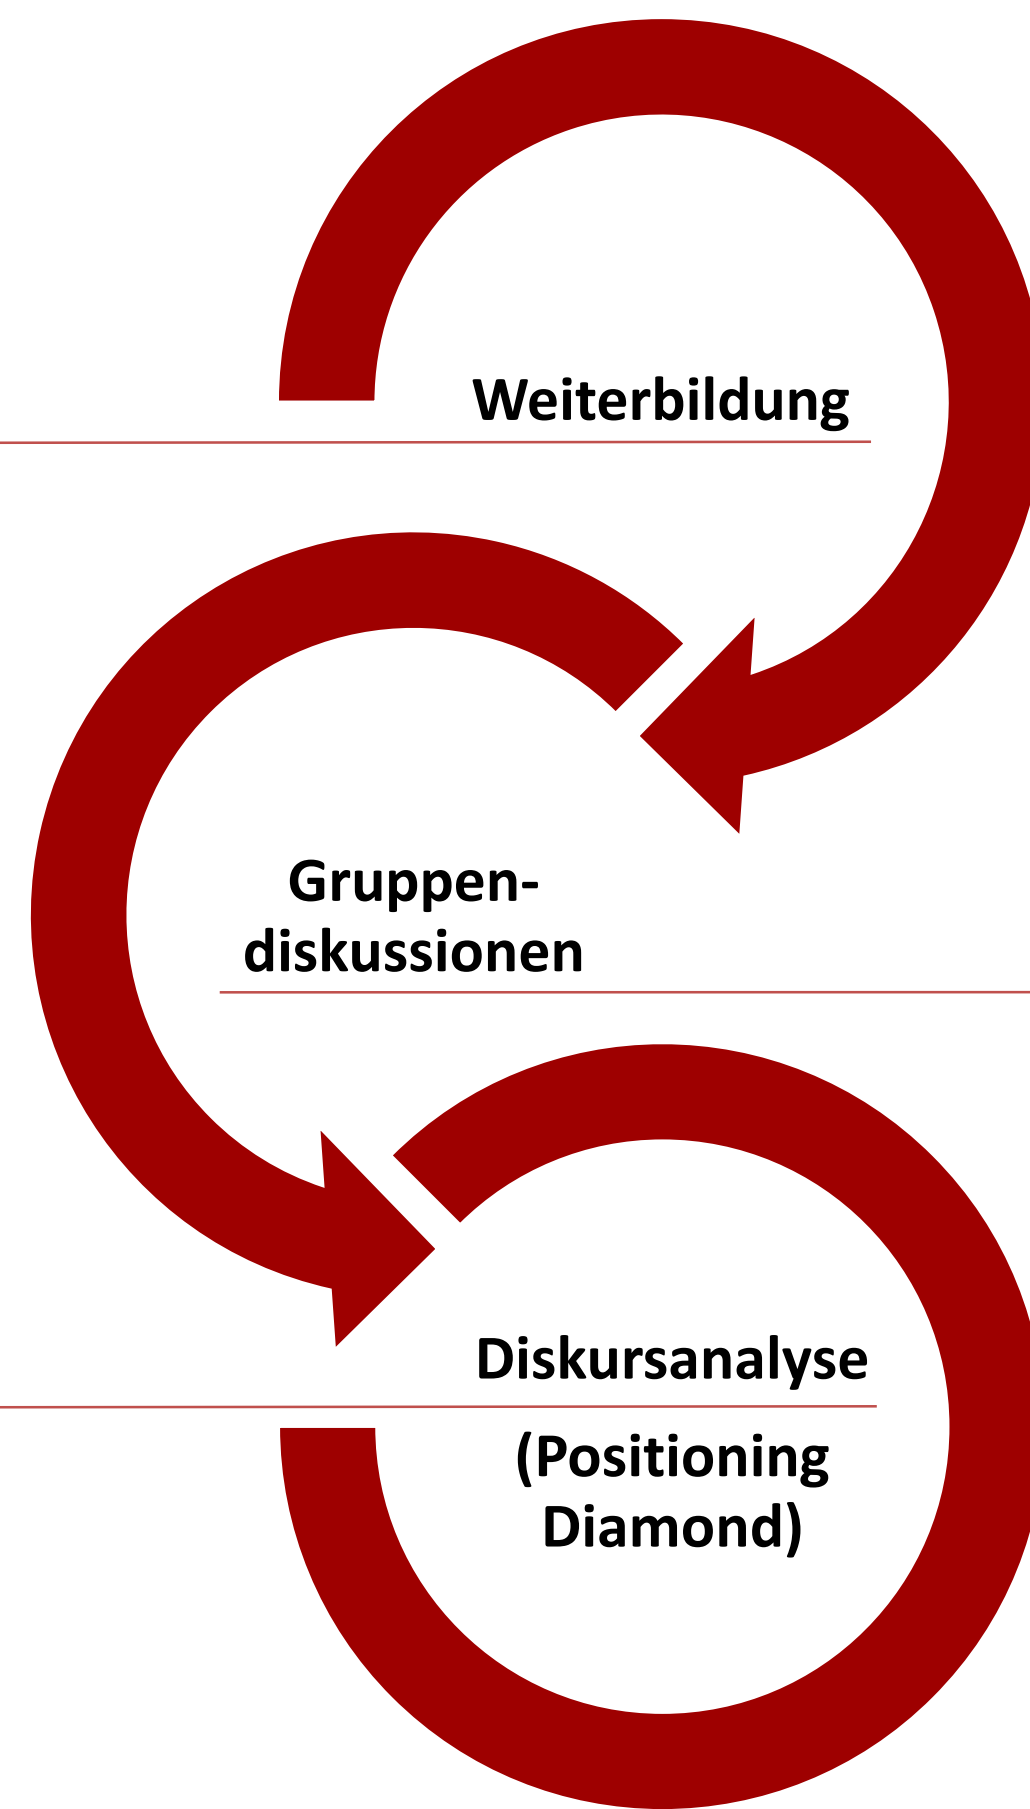 Weiterbildung
Gruppen-
diskussionen
Diskursanalyse
(Positioning
Diamond)